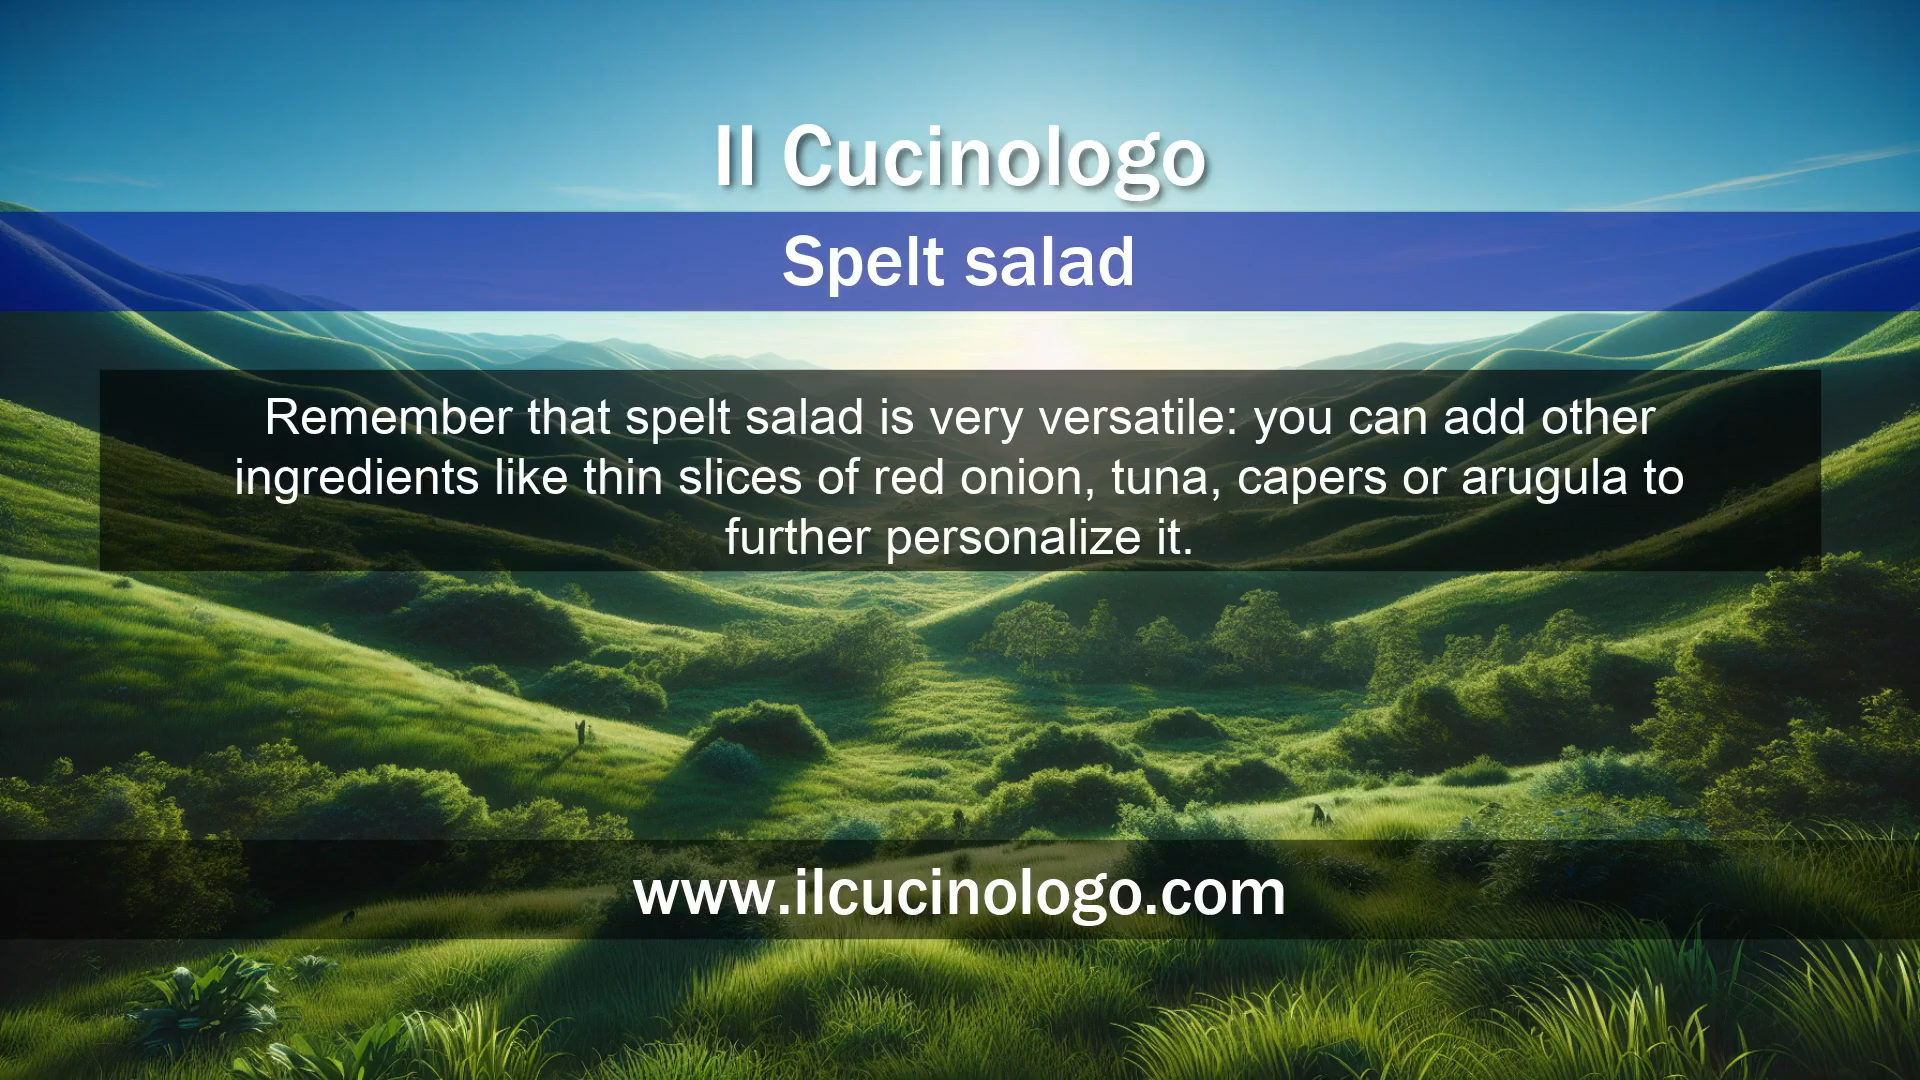 Il Cucinologo
Spelt salad
Remember that spelt salad is very versatile: you can add other
ingredients like thin slices of red onion, tuna, capers or arugula to
further personalize it.
www.ilcucinologo.com